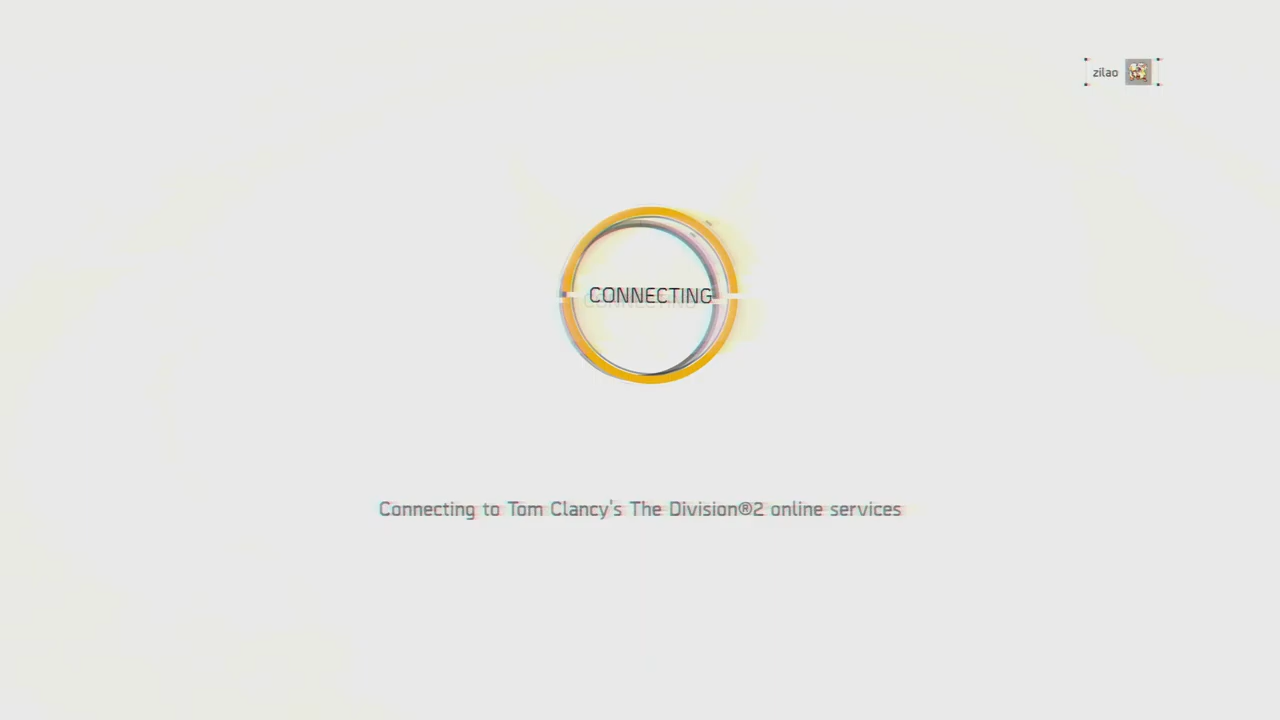 zilao
CONNECTING
Connecting to Tom Clancy's The Division®2 online services